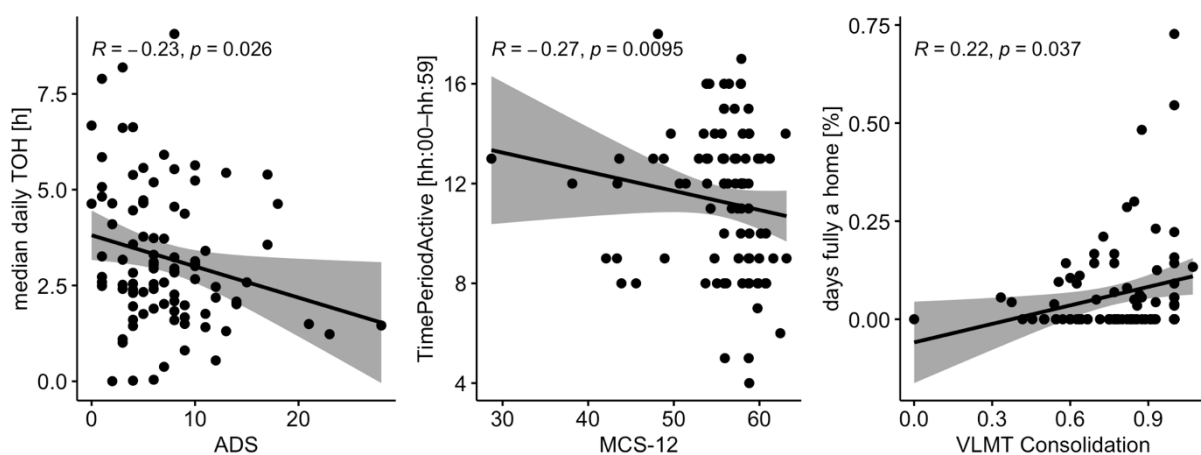 R = −0.23, p = 0.026
7.5
5.0
2.5
0.0
median daily TOH [h]
0
10
20
ADS
R = −0.27, p = 0.0095
16
12
8
4
TimePeriodActive [hh:00−hh:59]
30
40
50
60
MCS-12
R = 0.22, p = 0.037
0.75
0.50
0.25
0.00
days fully a home [%]
0.0
0.3
0.6
0.9
VLMT Consolidation